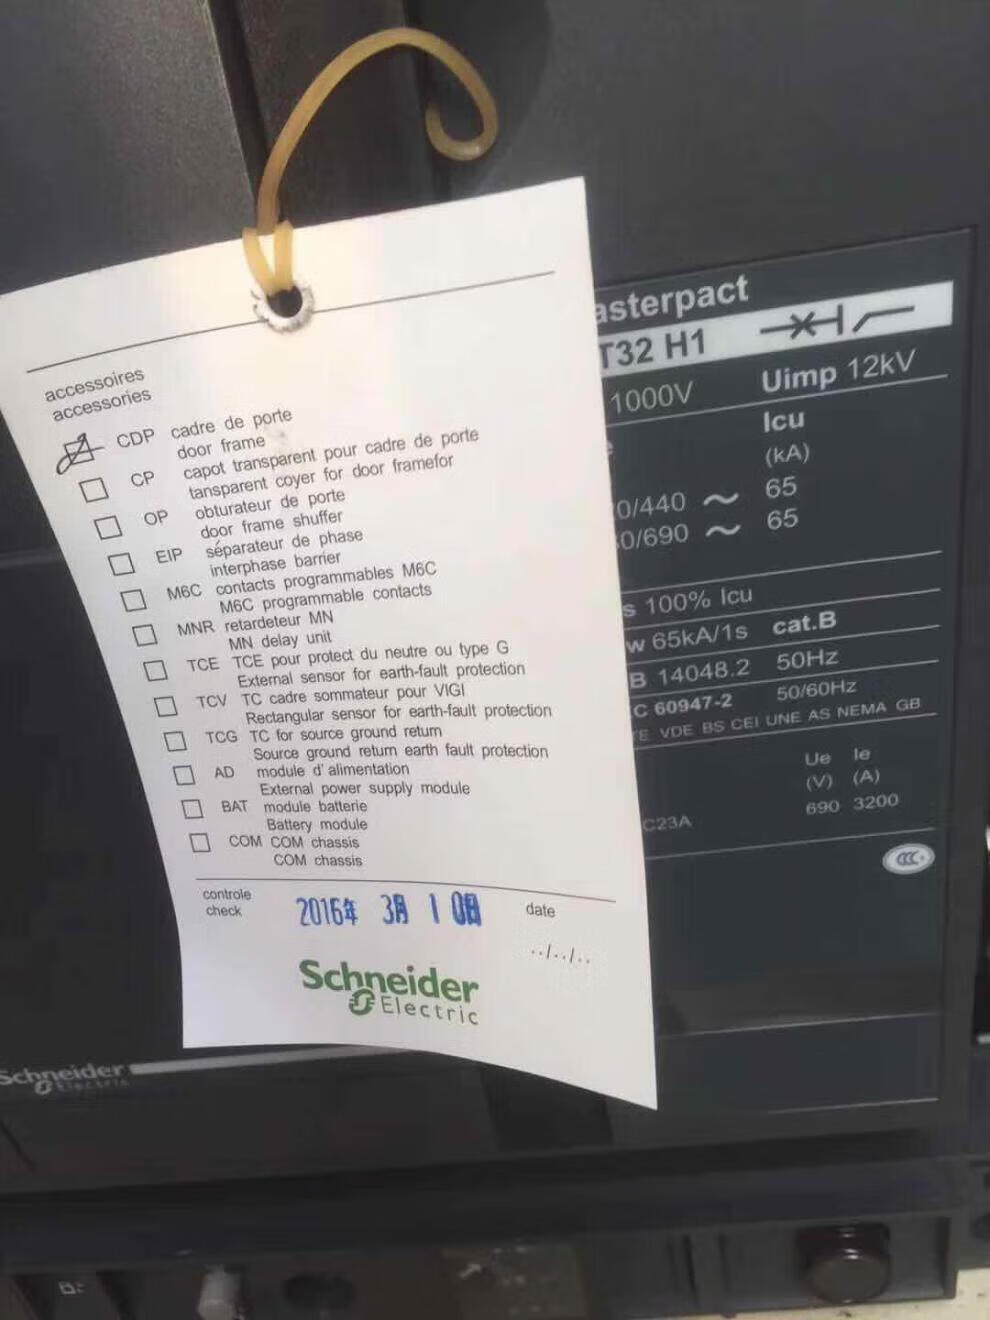 accessoires
accessories
CDP cadre de porte
door frame
CP capot transparent pour cadre de porte
tansparent coyer for door framefor
OP obturateur de porte
door frame shuffer
EIP séparateur de phase
interphase barrier
M6C contacts programmables M6C
M6C programmable contacts
MNR retardeteur MN
MN delay unit
TCE TCE pour protect du neutre ou type G
External sensor for earth-fault protection
TCV TC cadre sommateur pour VIGI
Rectangular sensor for earth-fault protection
TCG TC for source ground return
Source ground return earth fault protection
AD module d'alimentation
External power supply module
BAT module batterie
Battery module
COM COM chassis
COM chassis
controle
check
2016年 3月 10日
date
../../..
Schneider
Electric
asterpact
T32 H1
1000V Uimp 12kV
Icu
(kA)
0/440 ~ 65
0/690 ~ 65
s 100% Icu
w 65kA/1s cat.B
B 14048.2 50Hz
C 60947-2 50/60Hz
TE VDE BS CEI UNE AS NEMA GB
Ue Ie
(V) (A)
690 3200
C23A
CCC
Schneider
Electric